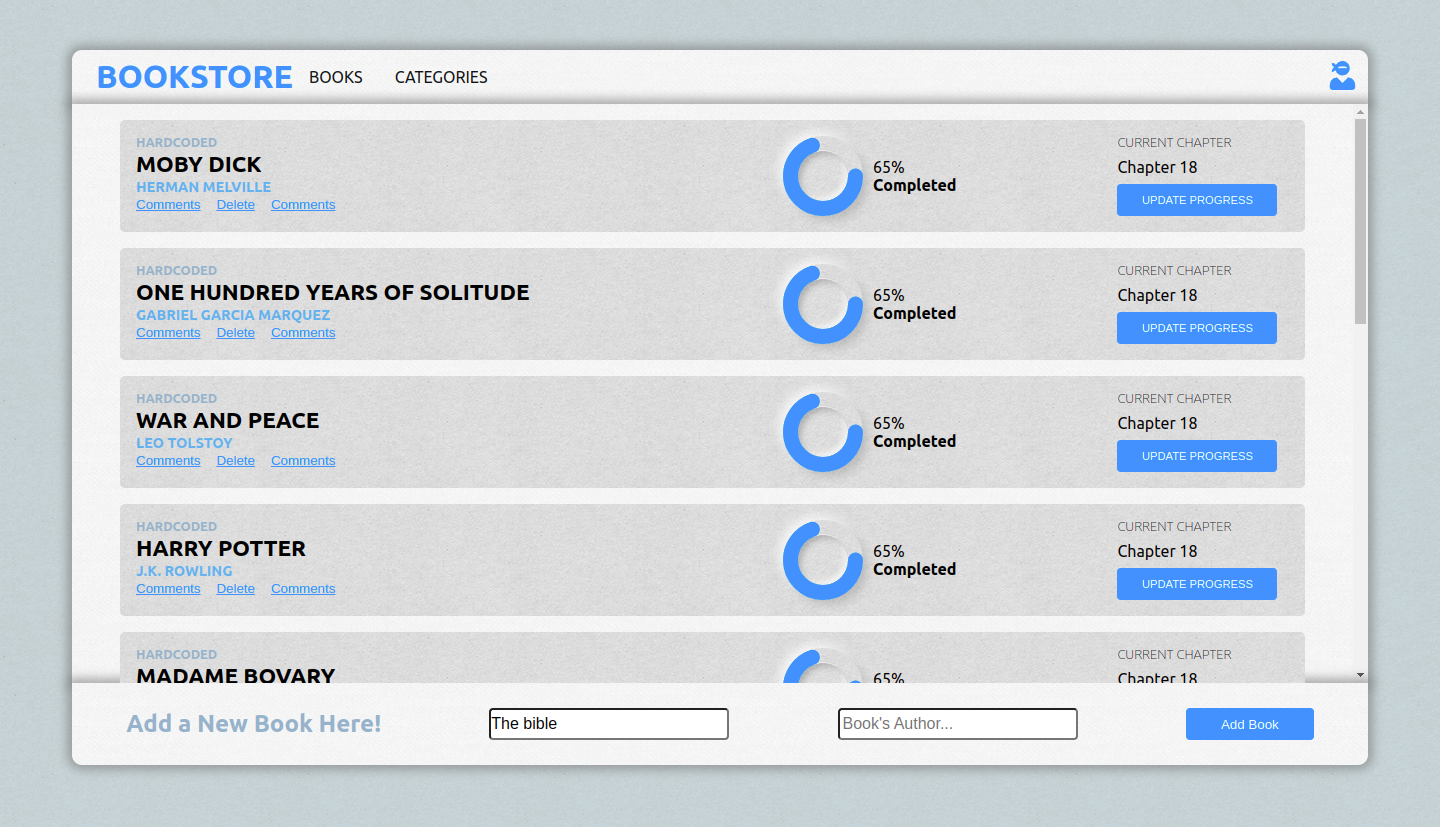 BOOKSTORE BOOKS CATEGORIES
HARDCODED
MOBY DICK
HERMAN MELVILLE
Comments Delete Comments
65%
Completed
CURRENT CHAPTER
Chapter 18
UPDATE PROGRESS
HARDCODED
ONE HUNDRED YEARS OF SOLITUDE
GABRIEL GARCIA MARQUEZ
Comments Delete Comments
65%
Completed
CURRENT CHAPTER
Chapter 18
UPDATE PROGRESS
HARDCODED
WAR AND PEACE
LEO TOLSTOY
Comments Delete Comments
65%
Completed
CURRENT CHAPTER
Chapter 18
UPDATE PROGRESS
HARDCODED
HARRY POTTER
J.K. ROWLING
Comments Delete Comments
65%
Completed
CURRENT CHAPTER
Chapter 18
UPDATE PROGRESS
HARDCODED
MADAME BOVARY
65%
CURRENT CHAPTER
Chapter 18
Add a New Book Here! The bible Book's Author... Add Book